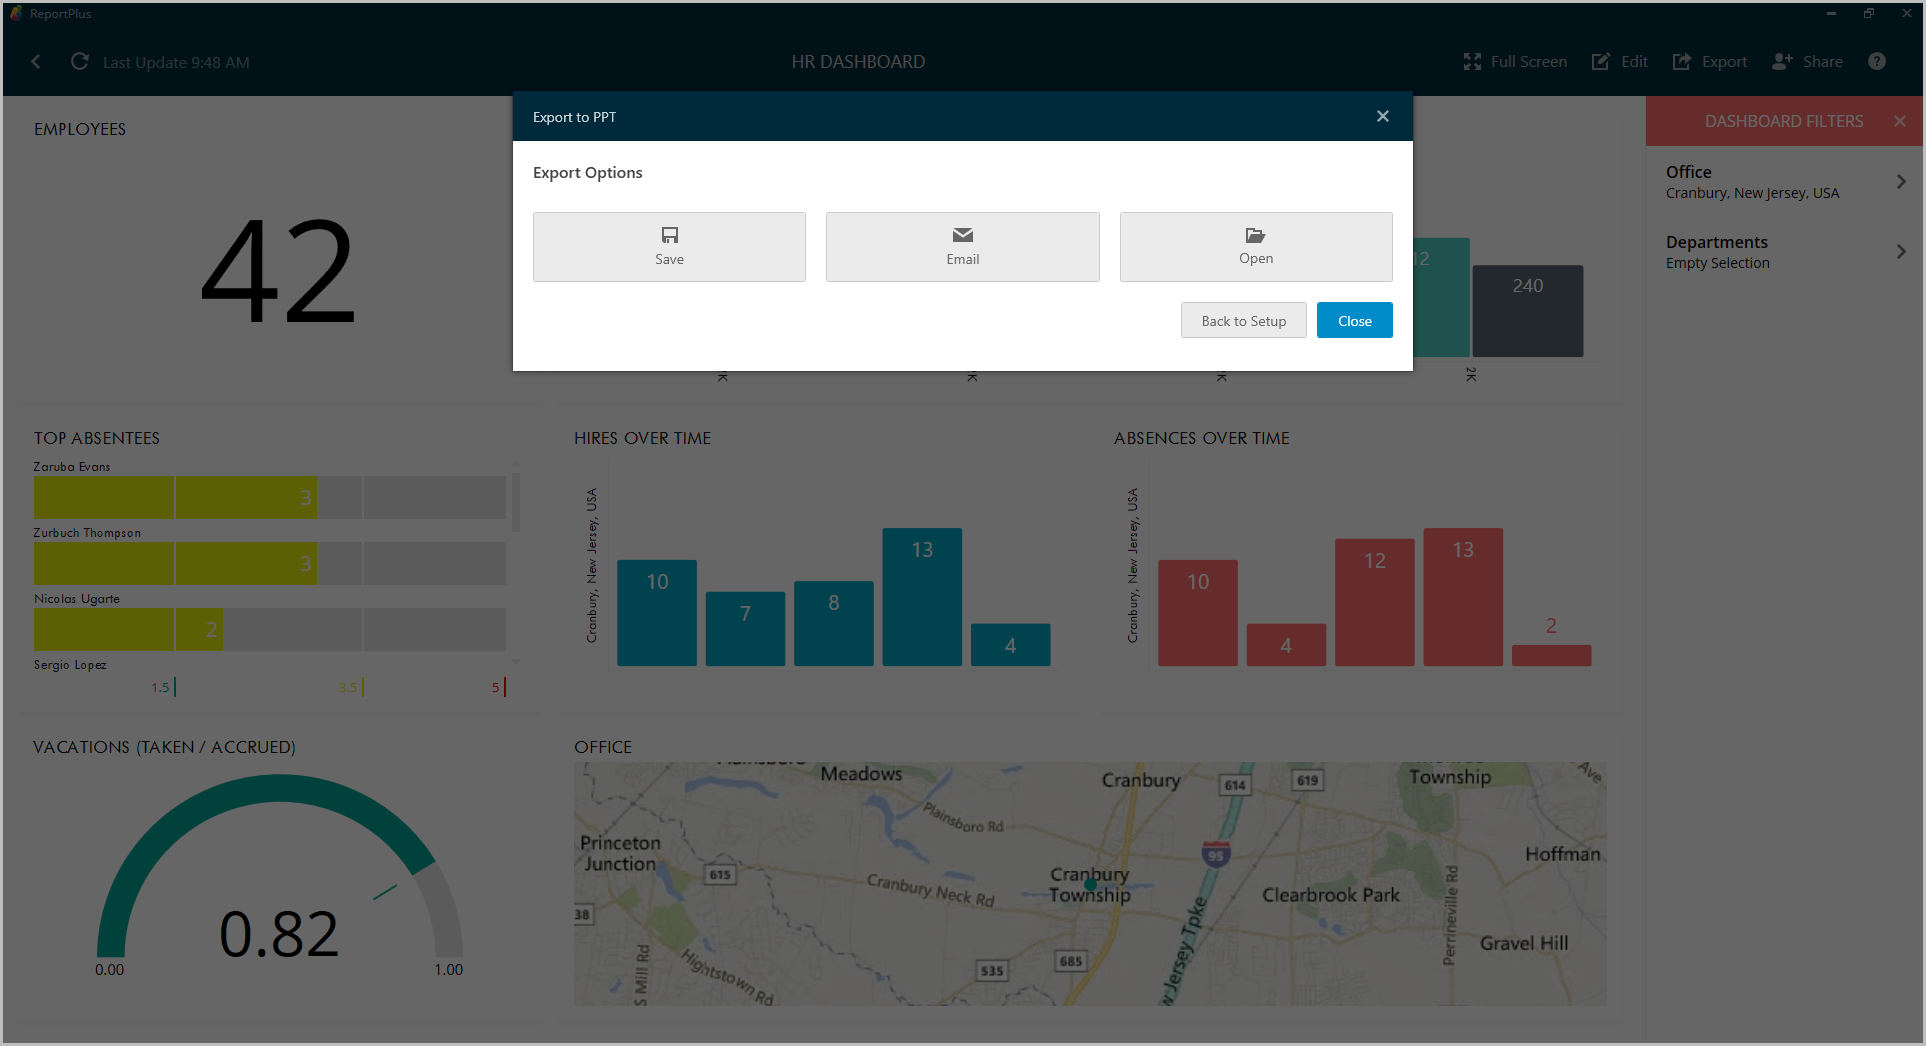 ReportPlus
Last Update 9:48 AM
HR DASHBOARD
Full Screen
Edit
Export
Share
?
Export to PPT
Export Options
Save
Email
Open
Back to Setup
Close
DASHBOARD FILTERS
Office
Cranbury, New Jersey, USA
Departments
Empty Selection
EMPLOYEES
42
12
240
2K
TOP ABSENTEES
Zaruba Evans
3
Zurbuch Thompson
3
Nicolas Ugarte
2
Sergio Lopez
1.5
3.5
5
HIRES OVER TIME
Cranbury, New Jersey, USA
10
7
8
13
4
ABSENCES OVER TIME
Cranbury, New Jersey, USA
10
4
12
13
2
VACATIONS (TAKEN / ACCRUED)
0.82
0.00
1.00
OFFICE
Plainsboro
Meadows
Cranbury
614
619
Township
Ave
Plainsboro Rd
Princeton
Junction
615
95
Hoffman
Cranbury Neck Rd
Cranbury
Township
Clearbrook Park
Perrineville Rd
38
Gravel Hill
S Mill Rd
Hightstown Rd
535
685
w Jersey Tpke